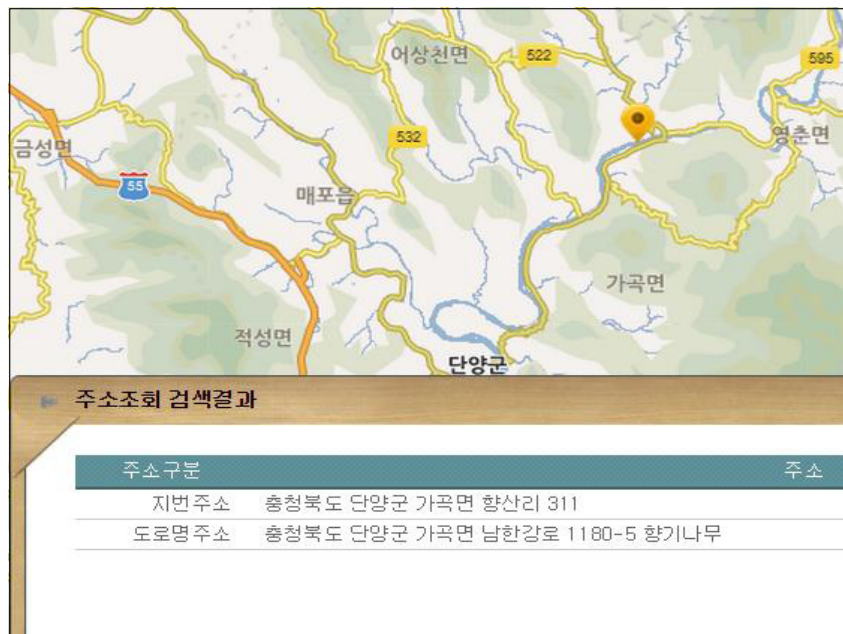 어상천면
522
595
532
금성면
영춘면
55
매포읍
가곡면
적성면
단양군
주소조회 검색결과
주소구분 주소
지번주소 충청북도 단양군 가곡면 향산리 311
도로명주소 충청북도 단양군 가곡면 남한강로 1180-5 향기나무